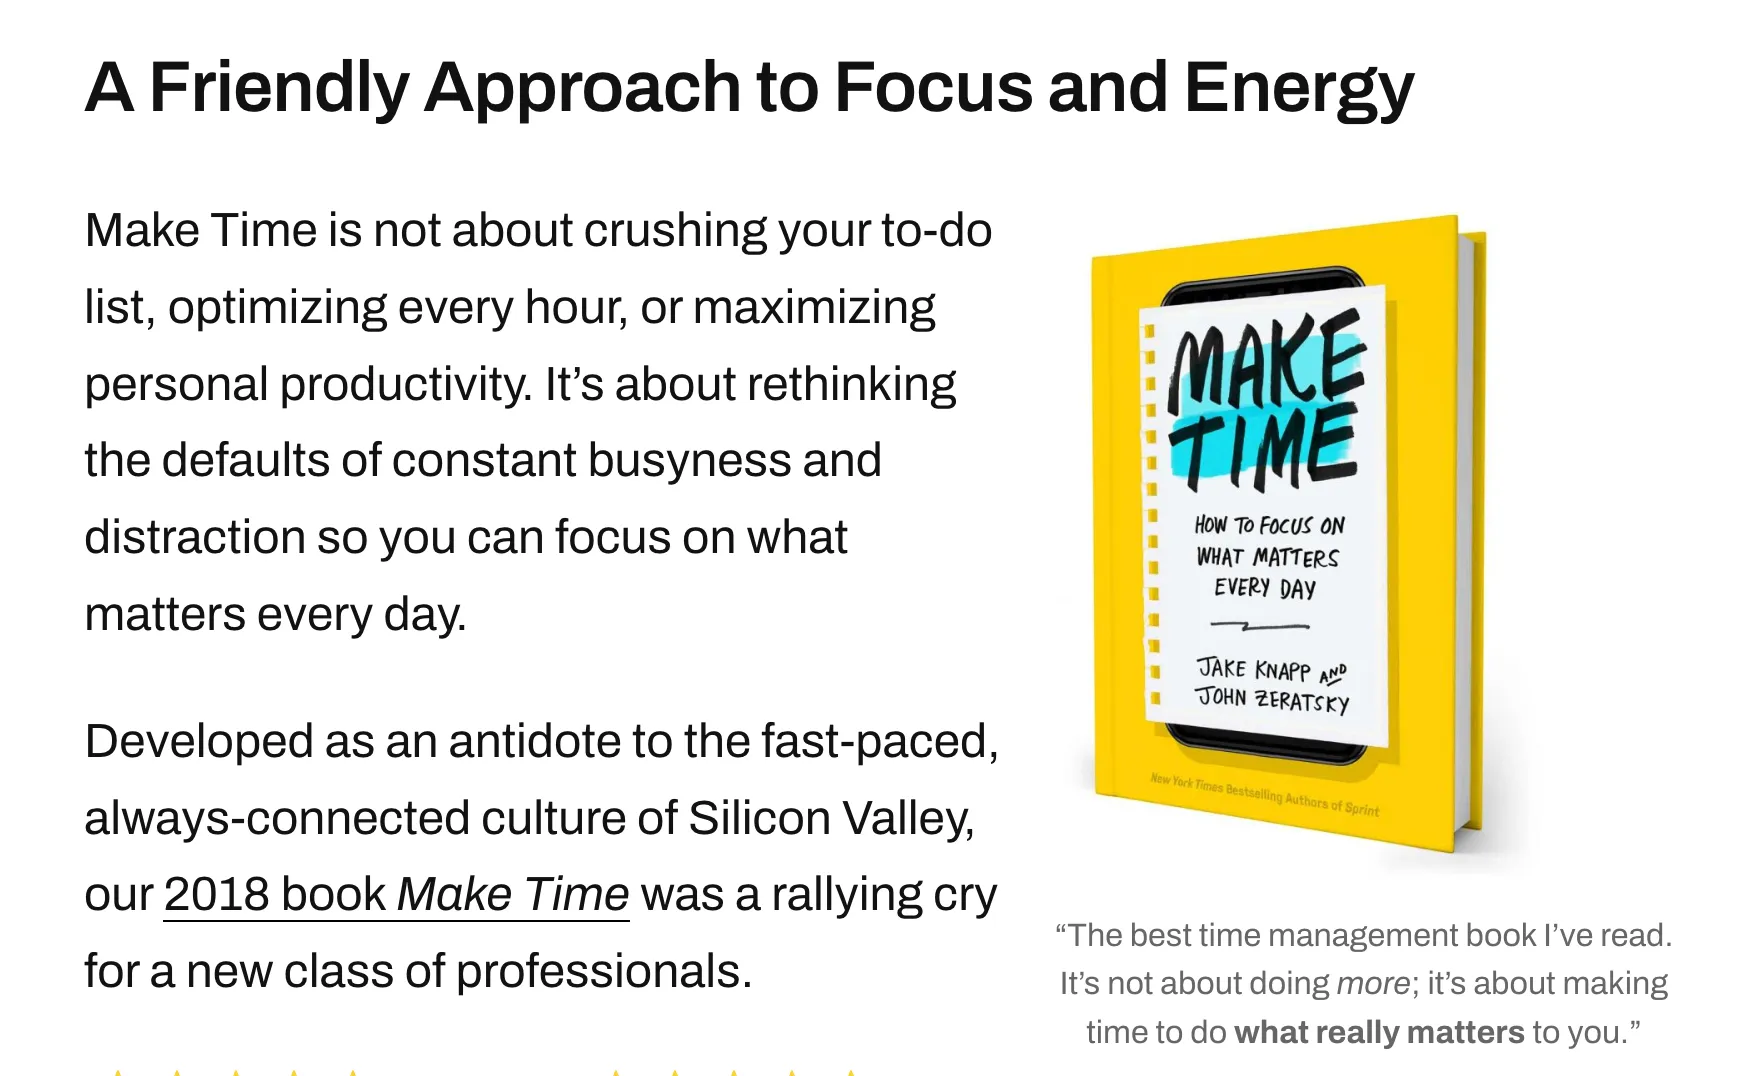 A Friendly Approach to Focus and Energy
Make Time is not about crushing your to-do
list, optimizing every hour, or maximizing
personal productivity. It’s about rethinking
the defaults of constant busyness and
distraction so you can focus on what
matters every day.
Developed as an antidote to the fast-paced,
always-connected culture of Silicon Valley,
our 2018 book Make Time was a rallying cry
for a new class of professionals.
MAKE
TIME
HOW TO FOCUS ON
WHAT MATTERS
EVERY DAY
JAKE KNAPP AND
JOHN ZERATSKY
New York Times Bestselling Authors of Sprint
“The best time management book I’ve read.
It’s not about doing more; it’s about making
time to do what really matters to you.”